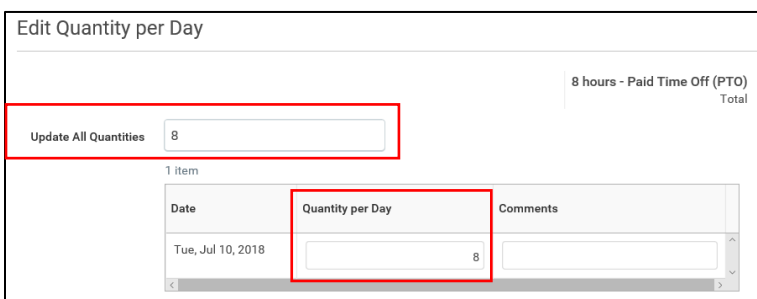 Edit Quantity per Day
8 hours - Paid Time Off (PTO)
Total
Update All Quantities 8
1 item
Date Quantity per Day Comments
Tue, Jul 10, 2018 8